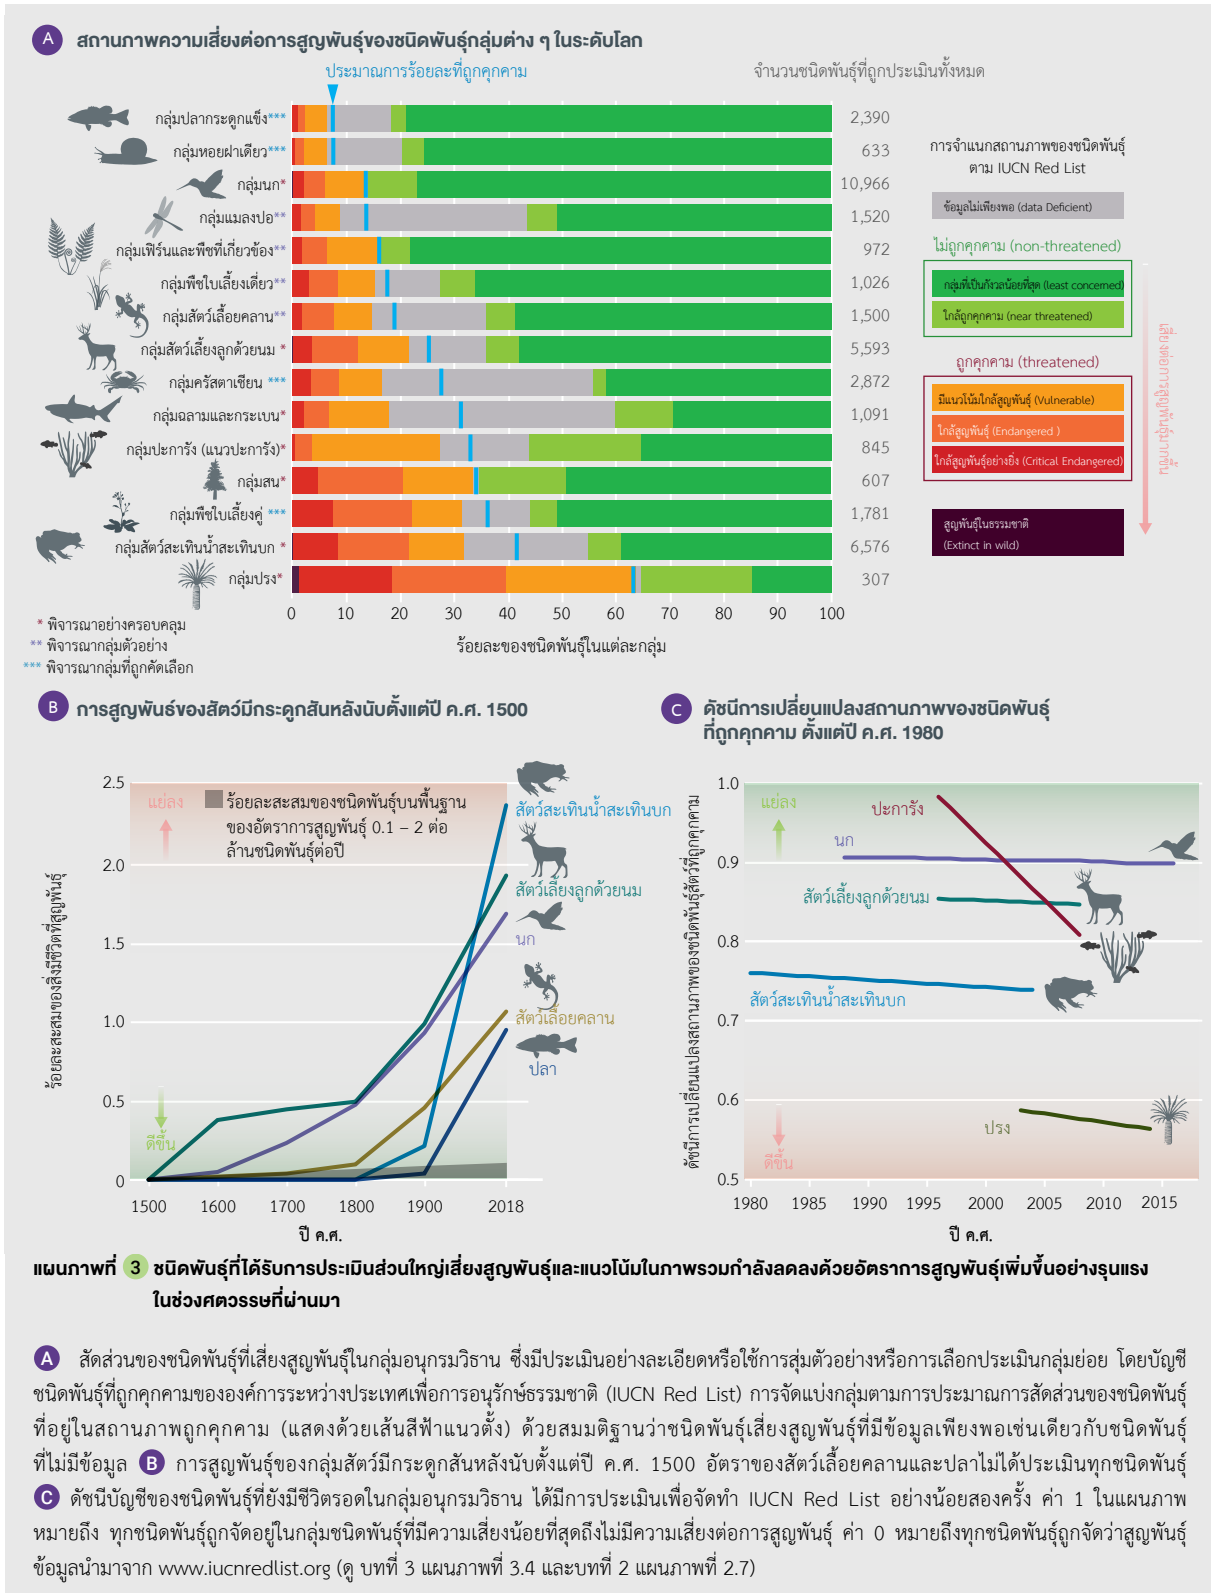 A สถานภาพความเสี่ยงต่อการสูญพันธุ์ของชนิดพันธุ์กลุ่มต่าง ๆ ในระดับโลก
ประมาณการร้อยละที่ถูกคุกคาม
จำนวนชนิดพันธุ์ที่ถูกประเมินทั้งหมด
กลุ่มปลากระดูกแข็ง*** 2,390
กลุ่มหอยฝาเดียว*** 633
กลุ่มนก* 10,966
กลุ่มแมลงปอ** 1,520
กลุ่มเฟิร์นและพืชที่เกี่ยวข้อง** 972
กลุ่มพืชใบเลี้ยงเดี่ยว** 1,026
กลุ่มสัตว์เลื้อยคลาน** 1,500
กลุ่มสัตว์เลี้ยงลูกด้วยนม * 5,593
กลุ่มครัสตาเชียน *** 2,872
กลุ่มฉลามและกระเบน* 1,091
กลุ่มปะการัง (แนวปะการัง)* 845
กลุ่มสน* 607
กลุ่มพืชใบเลี้ยงคู่ *** 1,781
กลุ่มสัตว์สะเทินน้ำสะเทินบก * 6,576
กลุ่มปรง* 307
0 10 20 30 40 50 60 70 80 90 100
ร้อยละของชนิดพันธุ์ในแต่ละกลุ่ม
* พิจารณาอย่างครอบคลุม
** พิจารณากลุ่มตัวอย่าง
*** พิจารณากลุ่มที่ถูกคัดเลือก
การจำแนกสถานภาพของชนิดพันธุ์
ตาม IUCN Red List
ข้อมูลไม่เพียงพอ (data Deficient)
ไม่ถูกคุกคาม (non-threatened)
กลุ่มที่เป็นกังวลน้อยที่สุด (least concerned)
ใกล้ถูกคุกคาม (near threatened)
ถูกคุกคาม (threatened)
มีแนวโน้มใกล้สูญพันธุ์ (Vulnerable)
ใกล้สูญพันธุ์ (Endangered )
ใกล้สูญพันธุ์อย่างยิ่ง (Critical Endangered)
สูญพันธุ์ในธรรมชาติ
(Extinct in wild)
เสี่ยงต่อการสูญพันธุ์มากขึ้น
B การสูญพันธ์ของสัตว์มีกระดูกสันหลังนับตั้งแต่ปี ค.ศ. 1500
ร้อยละสะสมของสิ่งมีชีวิตที่สูญพันธุ์
2.5
2.0
1.5
1.0
0.5
0
แย่ลง
ร้อยละสะสมของชนิดพันธุ์บนพื้นฐาน
ของอัตราการสูญพันธุ์ 0.1 – 2 ต่อ
ล้านชนิดพันธุ์ต่อปี
ดีขึ้น
สัตว์สะเทินน้ำสะเทินบก
สัตว์เลี้ยงลูกด้วยนม
นก
สัตว์เลื้อยคลาน
ปลา
1500 1600 1700 1800 1900 2018
ปี ค.ศ.
C ดัชนีการเปลี่ยนแปลงสถานภาพของชนิดพันธุ์
ที่ถูกคุกคาม ตั้งแต่ปี ค.ศ. 1980
ดัชนีการเปลี่ยนแปลงสถานภาพของชนิดพันธุ์สัตว์ที่ถูกคุกคาม
1.0
0.9
0.8
0.7
0.6
0.5
แย่ลง
ปะการัง
นก
สัตว์เลี้ยงลูกด้วยนม
สัตว์สะเทินน้ำสะเทินบก
ปรง
ดีขึ้น
1980 1985 1990 1995 2000 2005 2010 2015
ปี ค.ศ.
แผนภาพที่ 3 ชนิดพันธุ์ที่ได้รับการประเมินส่วนใหญ่เสี่ยงสูญพันธุ์และแนวโน้มในภาพรวมกำลังลดลงด้วยอัตราการสูญพันธุ์เพิ่มขึ้นอย่างรุนแรง
ในช่วงศตวรรษที่ผ่านมา
A สัดส่วนของชนิดพันธุ์ที่เสี่ยงสูญพันธุ์ในกลุ่มอนุกรมวิธาน ซึ่งมีประเมินอย่างละเอียดหรือใช้การสุ่มตัวอย่างหรือการเลือกประเมินกลุ่มย่อย โดยบัญชี
ชนิดพันธุ์ที่ถูกคุกคามขององค์การระหว่างประเทศเพื่อการอนุรักษ์ธรรมชาติ (IUCN Red List) การจัดแบ่งกลุ่มตามการประมาณการสัดส่วนของชนิดพันธุ์
ที่อยู่ในสถานภาพถูกคุกคาม (แสดงด้วยเส้นสีฟ้าแนวตั้ง) ด้วยสมมติฐานว่าชนิดพันธุ์เสี่ยงสูญพันธุ์ที่มีข้อมูลเพียงพอเช่นเดียวกับชนิดพันธุ์
ที่ไม่มีข้อมูล B การสูญพันธุ์ของกลุ่มสัตว์มีกระดูกสันหลังนับตั้งแต่ปี ค.ศ. 1500 อัตราของสัตว์เลื้อยคลานและปลาไม่ได้ประเมินทุกชนิดพันธุ์
C ดัชนีบัญชีของชนิดพันธุ์ที่ยังมีชีวิตรอดในกลุ่มอนุกรมวิธาน ได้มีการประเมินเพื่อจัดทำ IUCN Red List อย่างน้อยสองครั้ง ค่า 1 ในแผนภาพ
หมายถึง ทุกชนิดพันธุ์ถูกจัดอยู่ในกลุ่มชนิดพันธุ์ที่มีความเสี่ยงน้อยที่สุดถึงไม่มีความเสี่ยงต่อการสูญพันธุ์ ค่า 0 หมายถึงทุกชนิดพันธุ์ถูกจัดว่าสูญพันธุ์
ข้อมูลนำมาจาก www.iucnredlist.org (ดู บทที่ 3 แผนภาพที่ 3.4 และบทที่ 2 แผนภาพที่ 2.7)